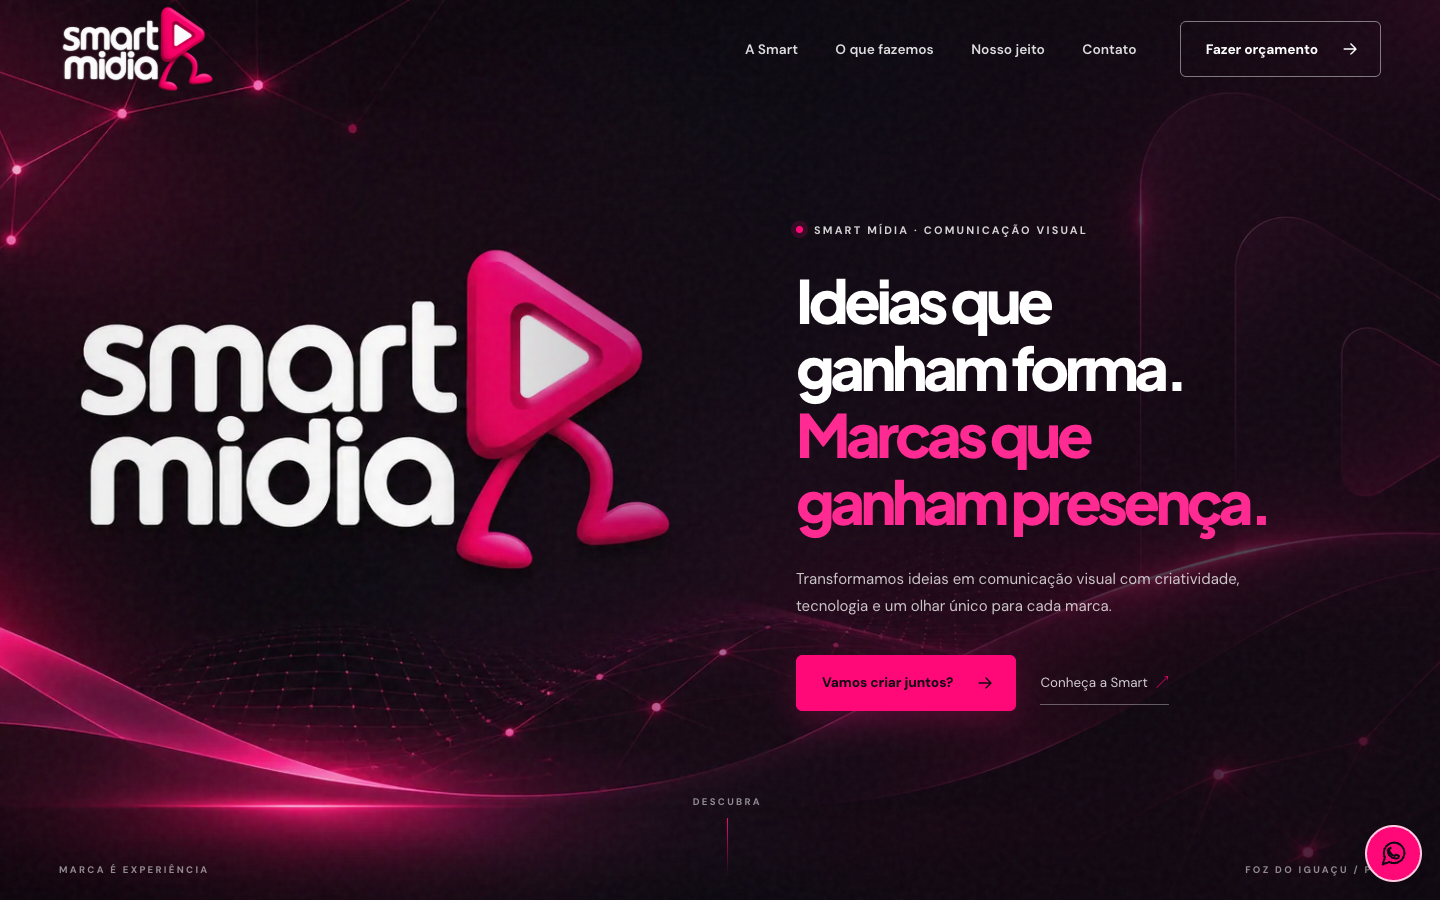 smart
midia
A Smart
O que fazemos
Nosso jeito
Contato
Fazer orçamento
SMART MÍDIA · COMUNICAÇÃO VISUAL
smart
midia
Ideias que
ganham forma.
Marcas que
ganham presença.
Transformamos ideias em comunicação visual com criatividade,
tecnologia e um olhar único para cada marca.
Vamos criar juntos?
Conheça a Smart
DESCUBRA
MARCA É EXPERIÊNCIA
FOZ DO IGUAÇU /